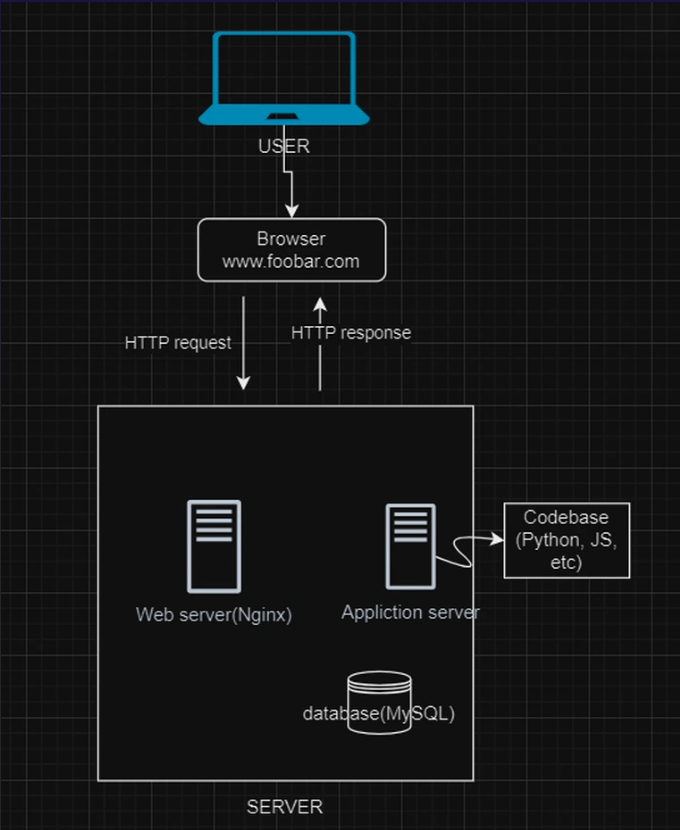 USER
Browser
www.foobar.com
HTTP request
HTTP response
Codebase
(Python, JS,
etc)
Web server(Nginx)
Appliction server
database(MySQL)
SERVER